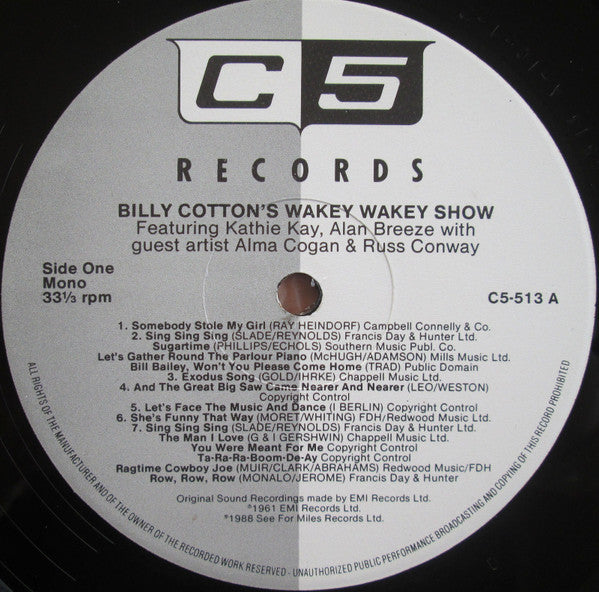 C5
RECORDS
BILLY COTTON'S WAKEY WAKEY SHOW
Featuring Kathie Kay, Alan Breeze with
guest artist Alma Cogan & Russ Conway
Side One
Mono
33⅓ rpm
C5-513 A
1. Somebody Stole My Girl (RAY HEINDORF) Campbell Connelly & Co.
2. Sing Sing Sing (SLADE/REYNOLDS) Francis Day & Hunter Ltd.
Sugartime (PHILLIPS/ECHOLS) Southern Music Publ. Co.
Let's Gather Round The Parlour Piano (McHUGH/ADAMSON) Mills Music Ltd.
Bill Bailey, Won't You Please Come Home (TRAD) Public Domain
3. Exodus Song (GOLD/IHRKE) Chappell Music Ltd.
4. And The Great Big Saw Came Nearer And Nearer (LEO/WESTON)
Copyright Control
5. Let's Face The Music And Dance (I BERLIN) Copyright Control
6. She's Funny That Way (MORET/WHITING) FDH/Redwood Music Ltd.
7. Sing Sing Sing (SLADE/REYNOLDS) Francis Day & Hunter Ltd.
The Man I Love (G & I GERSHWIN) Chappell Music Ltd.
You Were Meant For Me Copyright Control
Ta-Ra-Ra-Boom-De-Ay Copyright Control
Ragtime Cowboy Joe (MUIR/CLARK/ABRAHAMS) Redwood Music/FDH
Row, Row, Row (MONALO/JEROME) Francis Day & Hunter
Original Sound Recordings made by EMI Records Ltd.
℗1961 EMI Records Ltd.
℗1988 See For Miles Records Ltd.
ALL RIGHTS OF THE MANUFACTURER AND OF THE OWNER OF THE RECORDED WORK RESERVED - UNAUTHORIZED PUBLIC PERFORMANCE BROADCASTING AND COPYING OF THIS RECORD PROHIBITED